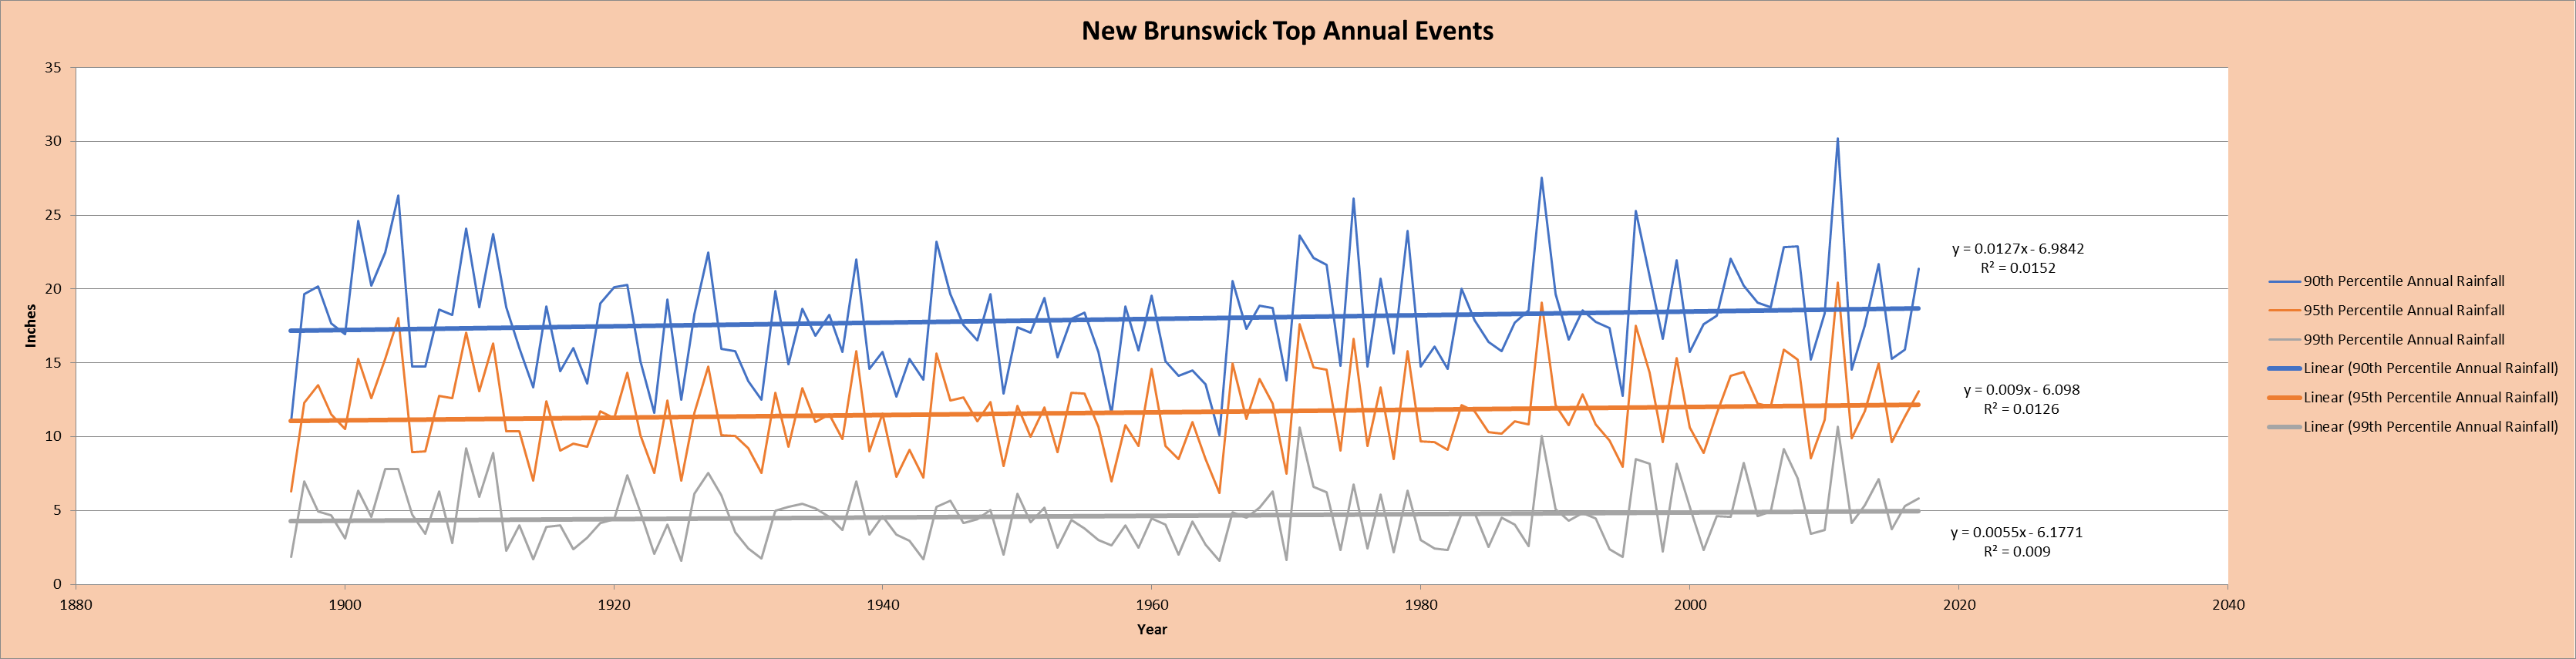 New Brunswick Top Annual Events
35
30
25
20
15
10
5
0
Inches
1880
1900
1920
1940
1960
1980
2000
2020
2040
Year
y = 0.0127x - 6.9842
R² = 0.0152
y = 0.009x - 6.098
R² = 0.0126
y = 0.0055x - 6.1771
R² = 0.009
90th Percentile Annual Rainfall
95th Percentile Annual Rainfall
99th Percentile Annual Rainfall
Linear (90th Percentile Annual Rainfall)
Linear (95th Percentile Annual Rainfall)
Linear (99th Percentile Annual Rainfall)